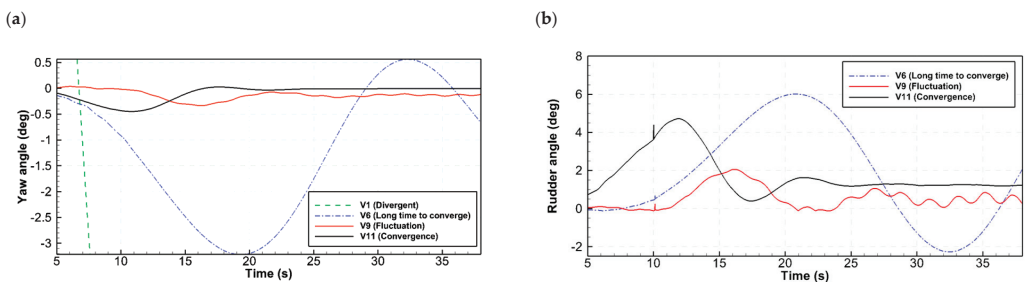 (a)
0.5
0
-0.5
-1
-1.5
-2
-2.5
-3
Yaw angle (deg)
V1 (Divergent)
V6 (Long time to converge)
V9 (Fluctuation)
V11 (Convergence)
5 10 15 20 25 30 35
Time (s)
(b)
8
6
4
2
0
-2
Rudder angle (deg)
V6 (Long time to converge)
V9 (Fluctuation)
V11 (Convergence)
5 10 15 20 25 30 35
Time (s)